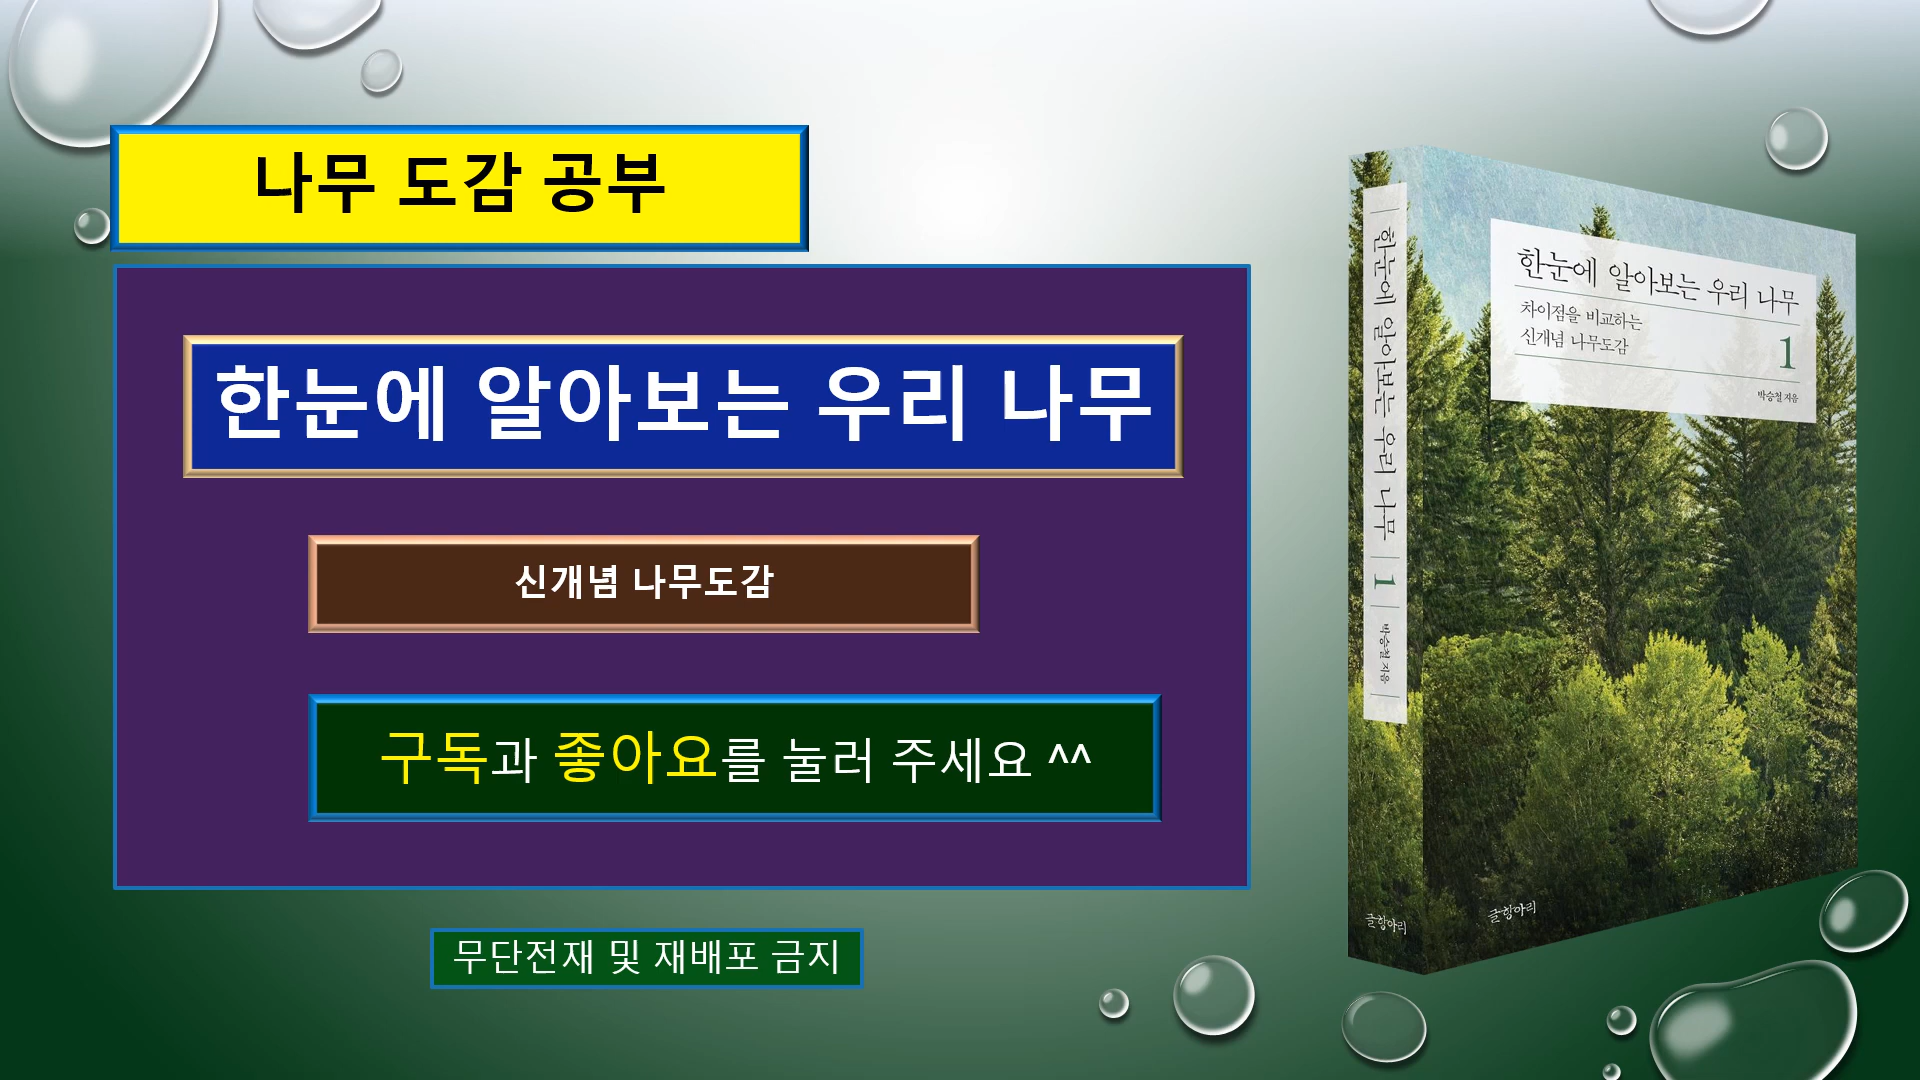 나무 도감 공부
한눈에 알아보는 우리 나무
신개념 나무도감
구독과 좋아요를 눌러 주세요 ^^
무단전재 및 재배포 금지
한눈에 알아보는 우리 나무 1 박승철 지음
글항아리
한눈에 알아보는 우리 나무
차이점을 비교하는
신개념 나무도감
1
박승철 지음
글항아리